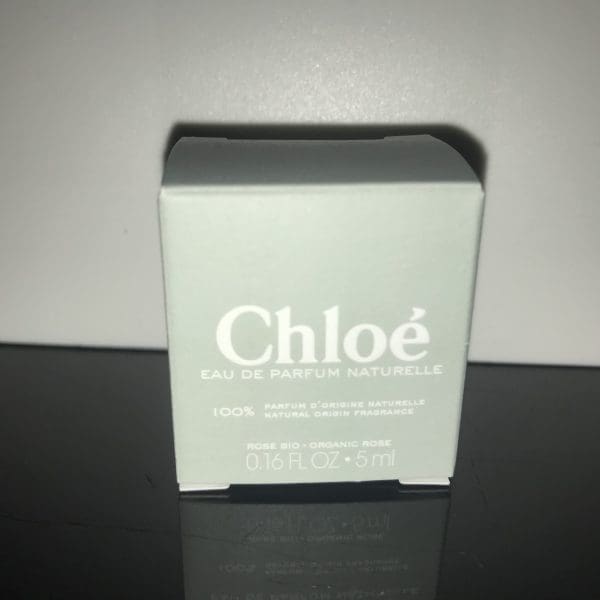 Chloé
EAU DE PARFUM NATURELLE
100% PARFUM D'ORIGINE NATURELLE
NATURAL ORIGIN FRAGRANCE
ROSE BIO • ORGANIC ROSE
0.16 FL OZ • 5 ml